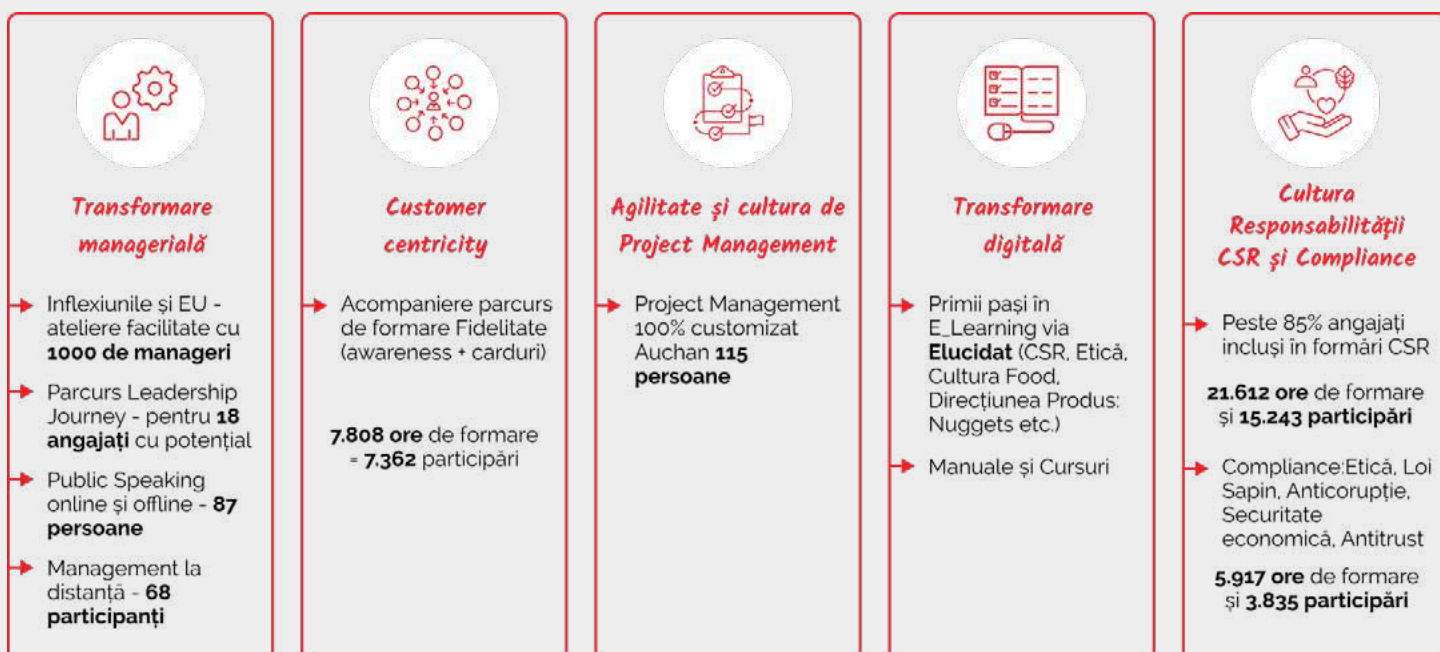 Transformare
managerială
Inflexiunile și EU -
ateliere facilitate cu
1000 de manageri
Parcurs Leadership
Journey - pentru 18
angajați cu potențial
Public Speaking
online și offline - 87
persoane
Management la
distanță - 68
participanți
Customer
centricity
Acompaniere parcurs
de formare Fidelitate
(awareness + carduri)
7.808 ore de formare
= 7.362 participări
Agilitate și cultura de
Project Management
Project Management
100% customizat
Auchan 115
persoane
Transformare
digitală
Primii pași în
E_Learning via
Elucidat (CSR, Etică,
Cultura Food,
Direcțiunea Produs:
Nuggets etc.)
Manuale și Cursuri
Cultura
Responsabilității
CSR și Compliance
Peste 85% angajați
incluși în formări CSR
21.612 ore de formare
și 15.243 participări
Compliance:Etică, Loi
Sapin, Anticorupție,
Securitate
economică, Antitrust
5.917 ore de formare
și 3.835 participări